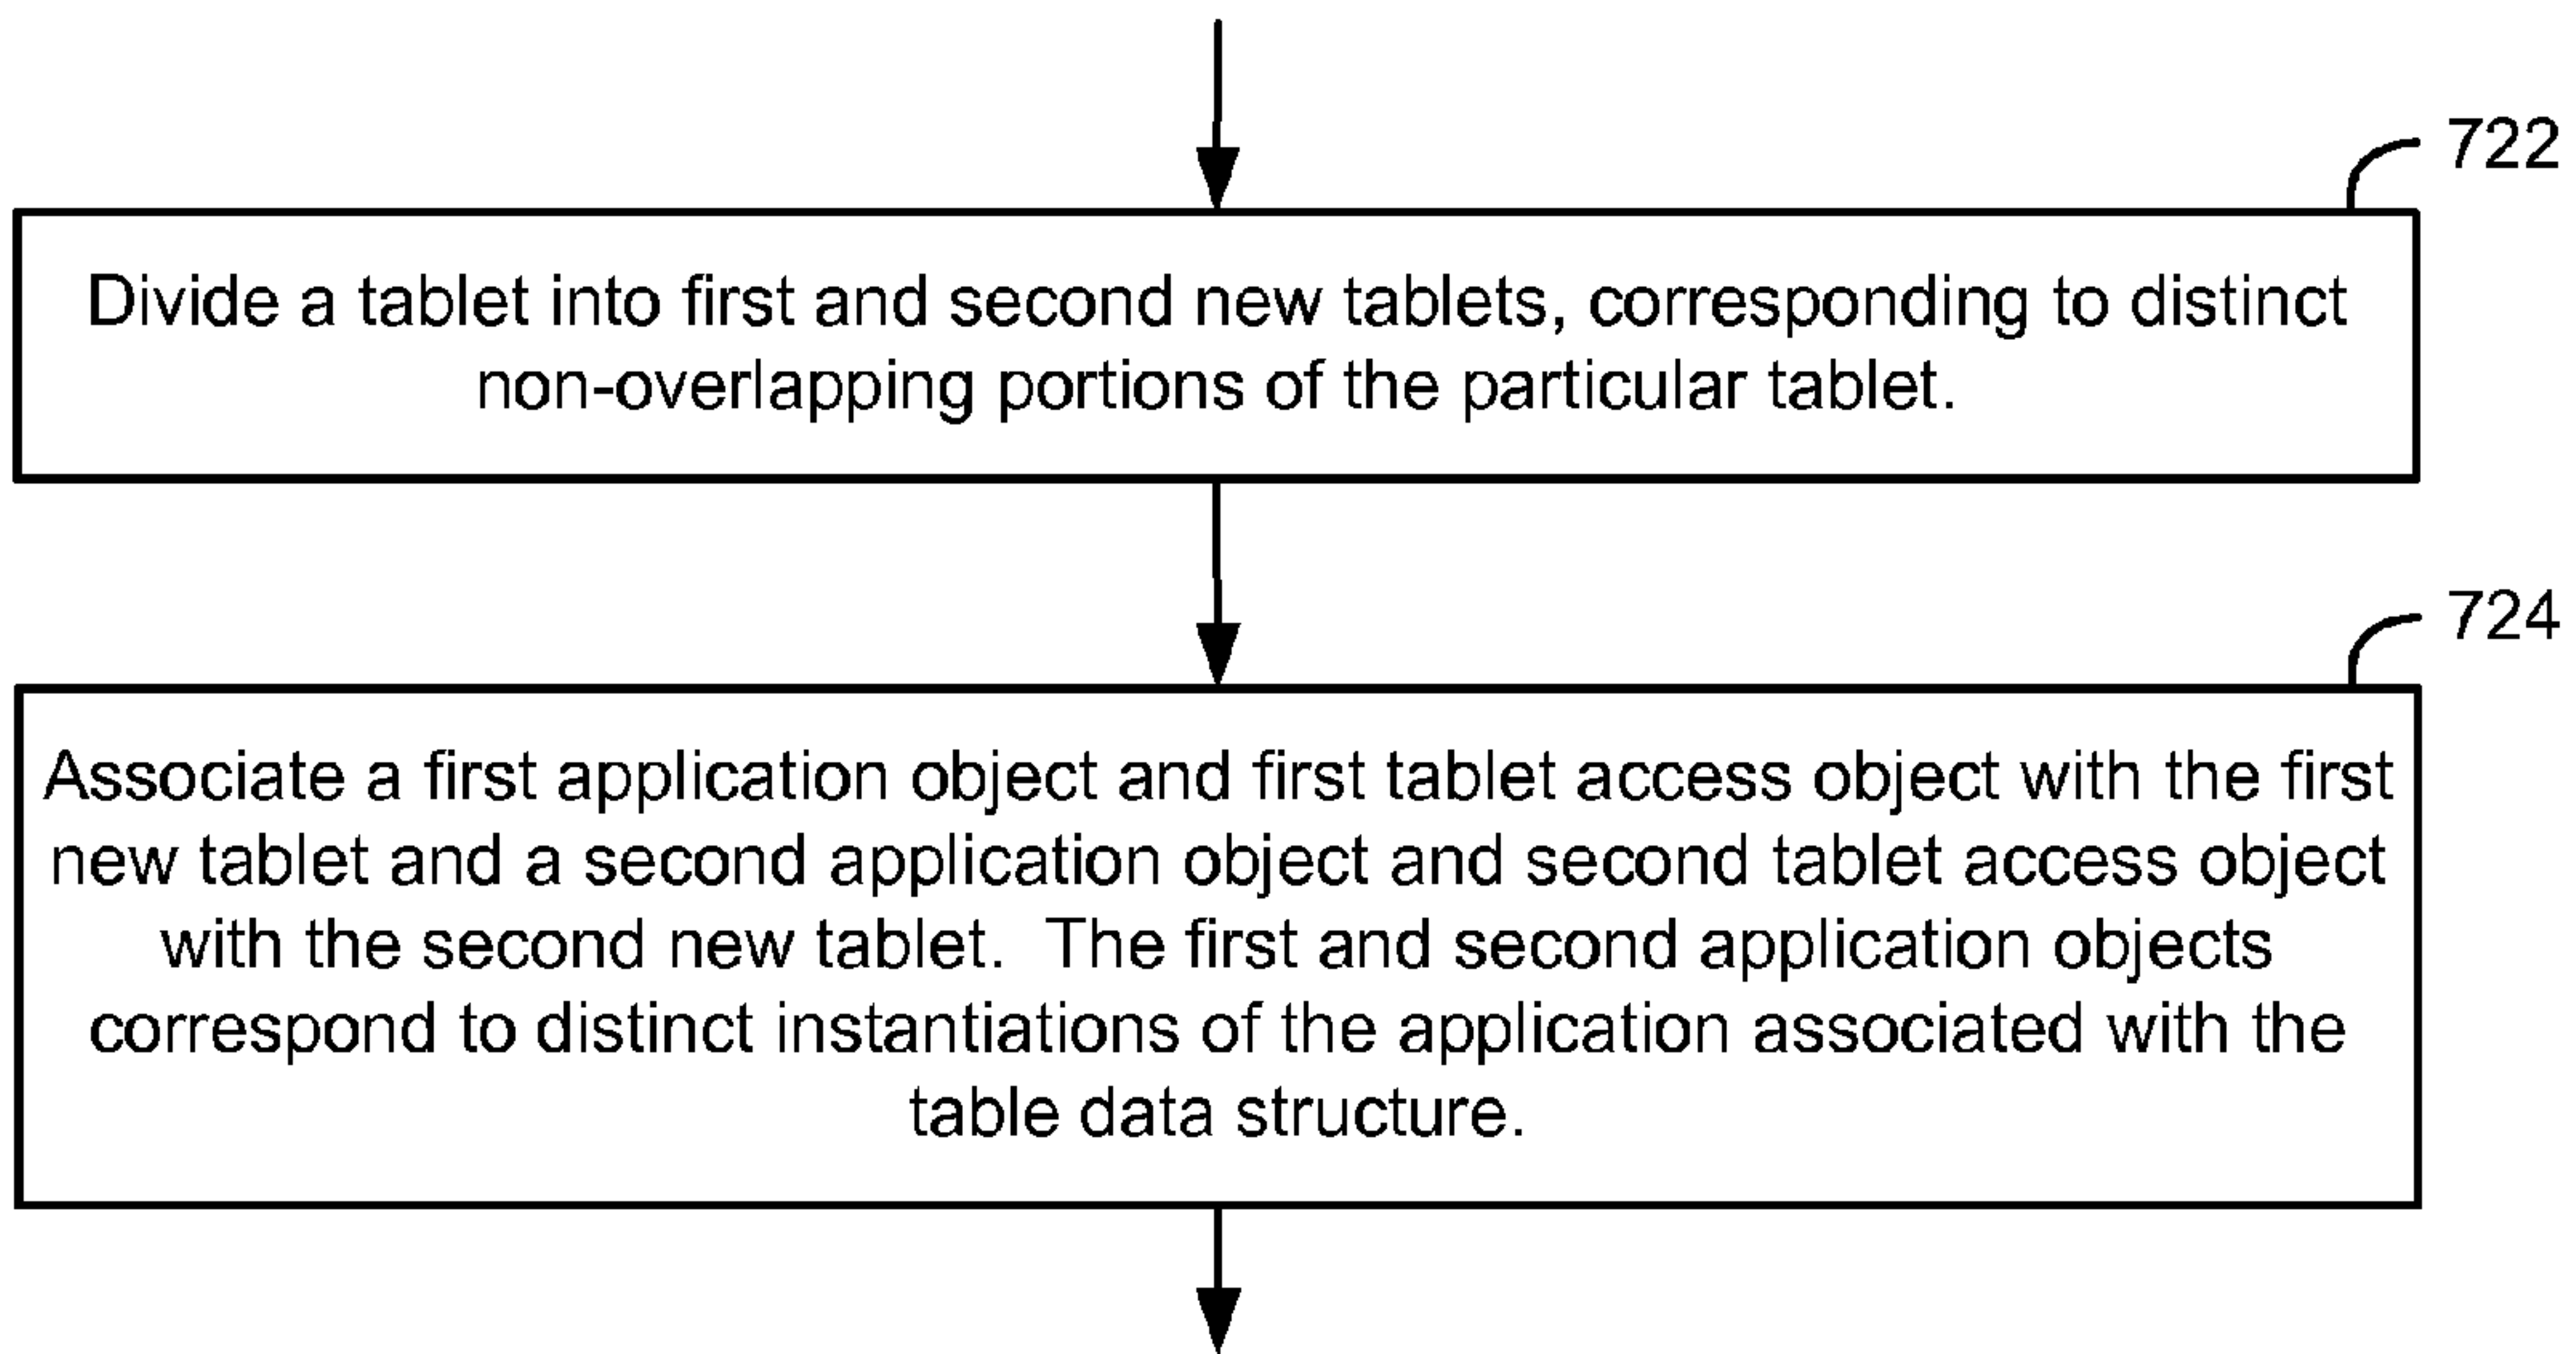 722
Divide a tablet into first and second new tablets, corresponding to distinct
non-overlapping portions of the particular tablet.
724
Associate a first application object and first tablet access object with the first
new tablet and a second application object and second tablet access object
with the second new tablet.  The first and second application objects
correspond to distinct instantiations of the application associated with the
table data structure.